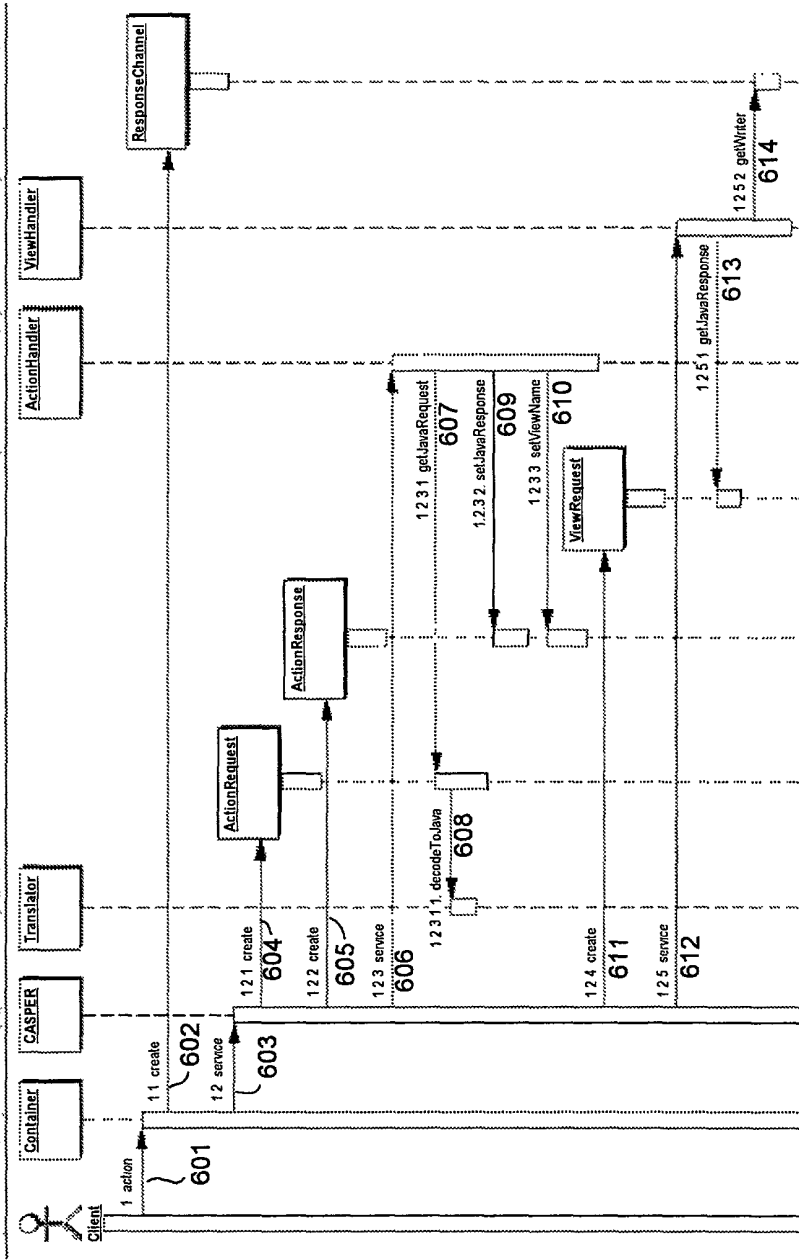 Client
Container
CASPER
Translator
ActionHandler
ViewHandler
ResponseChannel
ActionRequest
ActionResponse
ViewRequest
1 action
601
1 1 create
602
1 2 service
603
1 2 1 create
604
1 2 2 create
605
1 2 3 service
606
1 2 3 1 getJavaRequest
607
1 2 3 1 1. decodeToJava
608
1.2.3 2. setJavaResponse
609
1 2 3 3 setViewName
610
1 2 4 create
611
1 2 5 service
612
1 2 5 1 getJavaResponse
613
1 2 5 2 getWriter
614